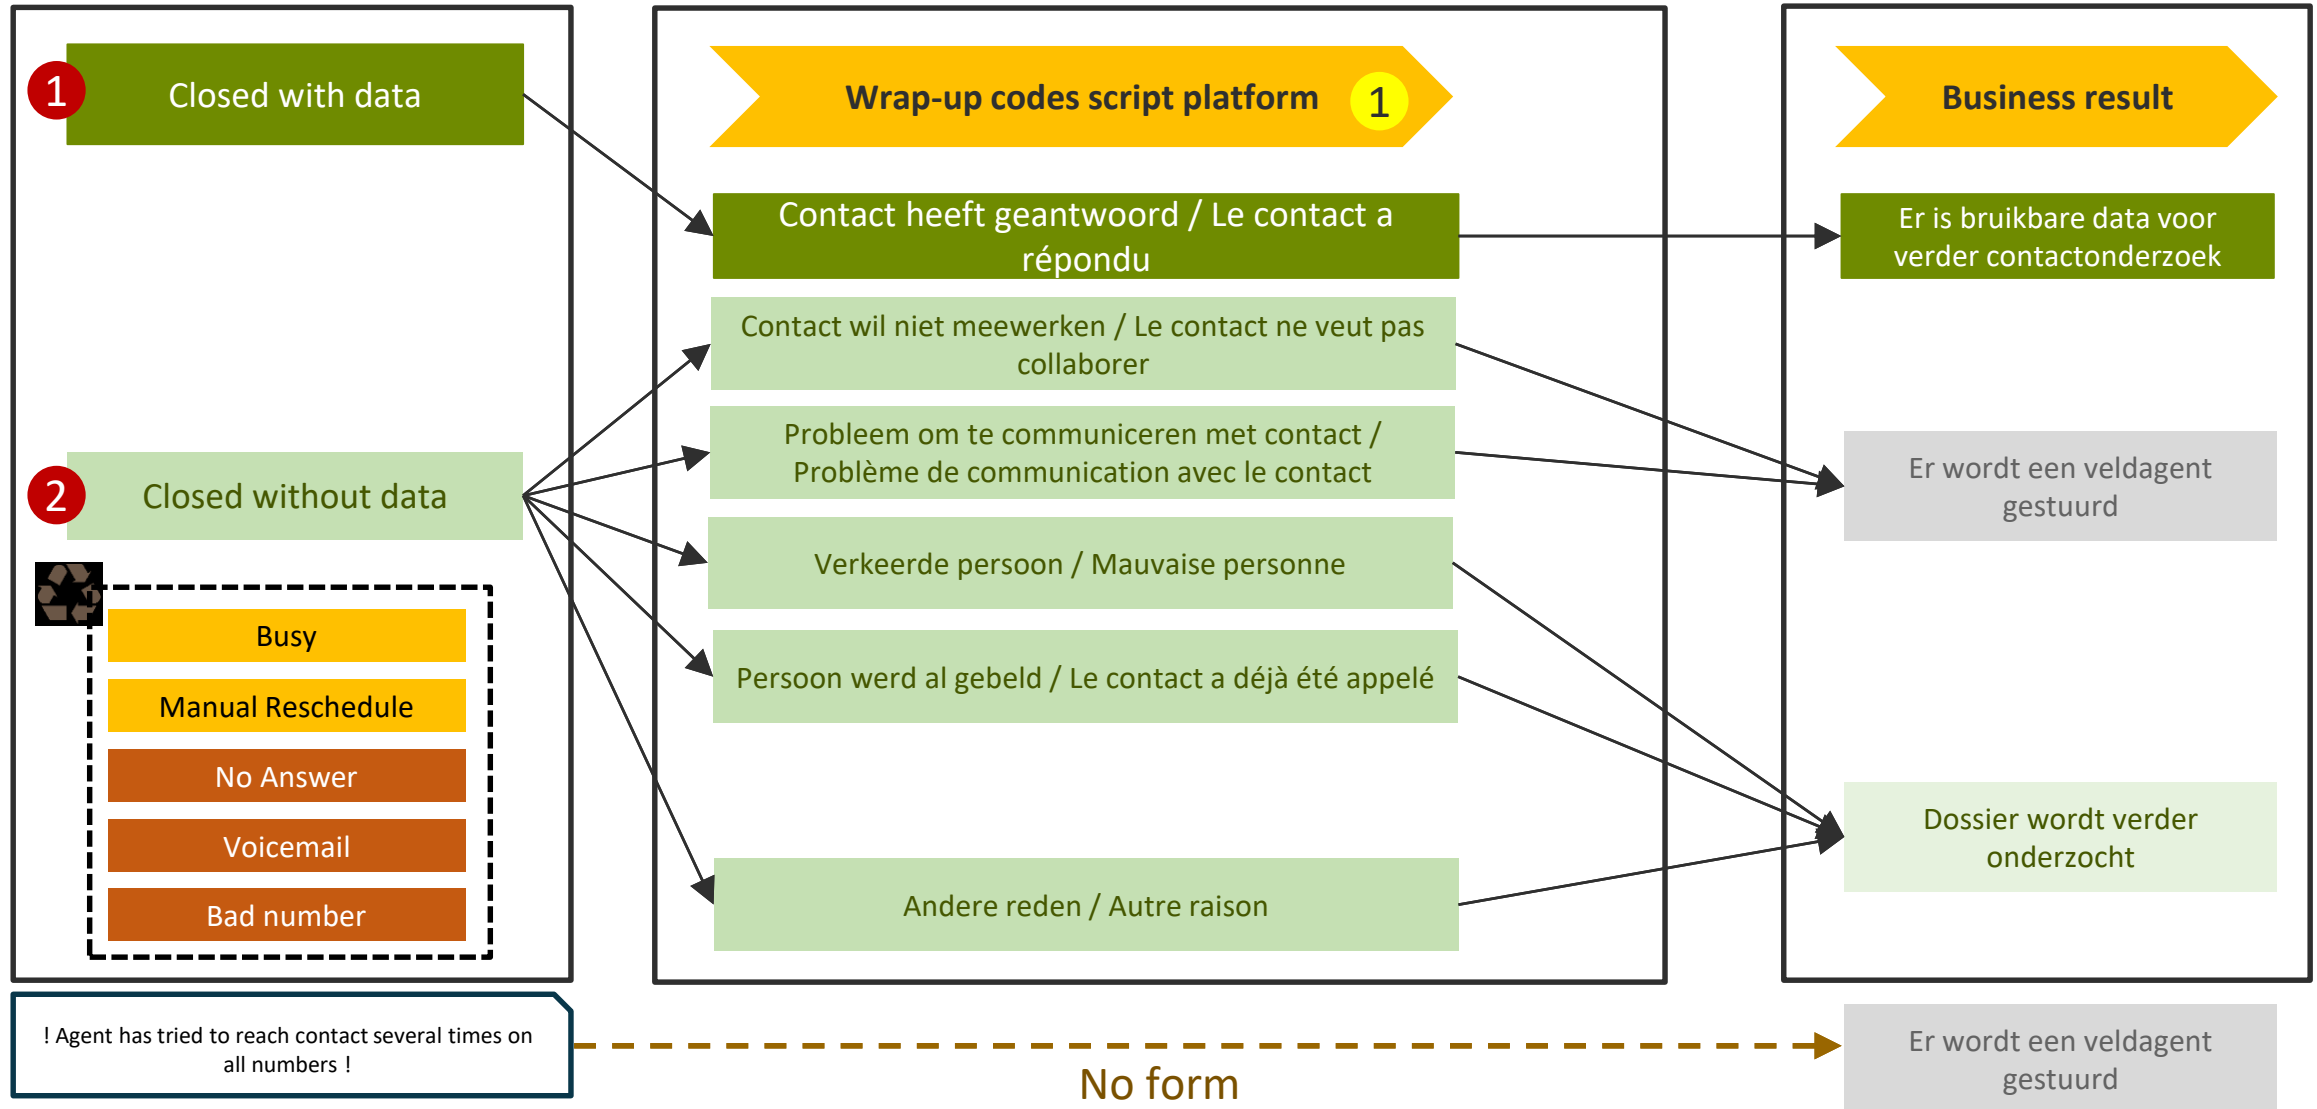 1
Closed with data
2
Closed without data
Busy
Manual Reschedule
No Answer
Voicemail
Bad number
! Agent has tried to reach contact several times on
all numbers !
Wrap-up codes script platform
1
Contact heeft geantwoord / Le contact a
répondu
Contact wil niet meewerken / Le contact ne veut pas
collaborer
Probleem om te communiceren met contact /
Problème de communication avec le contact
Verkeerde persoon / Mauvaise personne
Persoon werd al gebeld / Le contact a déjà été appelé
Andere reden / Autre raison
No form
Business result
Er is bruikbare data voor
verder contactonderzoek
Er wordt een veldagent
gestuurd
Dossier wordt verder
onderzocht
Er wordt een veldagent
gestuurd